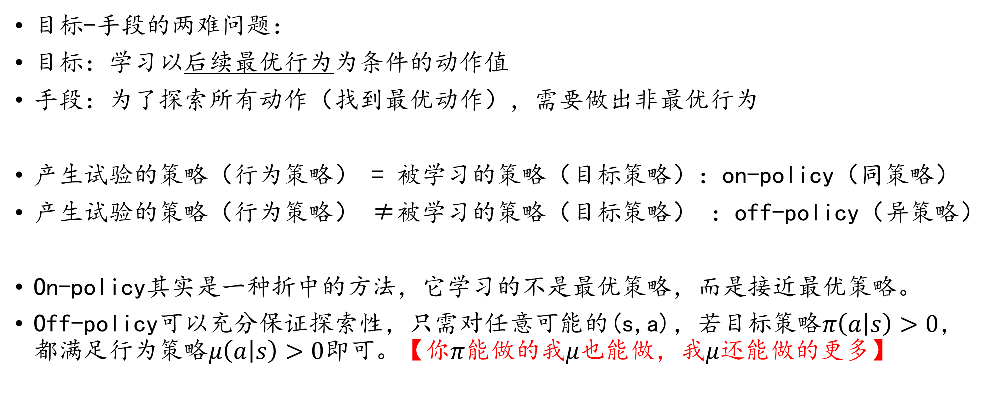 • 目标-手段的两难问题：
• 目标：学习以后续最优行为为条件的动作值
• 手段：为了探索所有动作（找到最优动作），需要做出非最优行为
• 产生试验的策略（行为策略） = 被学习的策略（目标策略）：on-policy（同策略）
• 产生试验的策略（行为策略） ≠被学习的策略（目标策略） ：off-policy（异策略）
• On-policy其实是一种折中的方法，它学习的不是最优策略，而是接近最优策略。
• Off-policy可以充分保证探索性，只需对任意可能的(s,a)，若目标策略π(a|s) > 0，
都满足行为策略μ(a|s) > 0即可。【你π能做的我μ也能做，我μ还能做的更多】